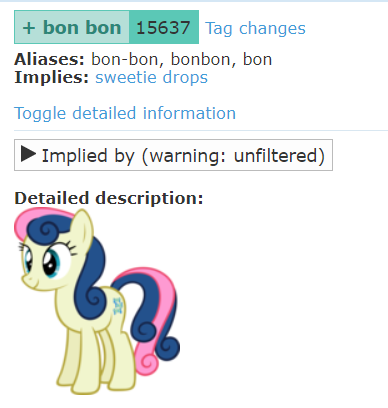 + bon bon 15637 Tag changes
Aliases: bon-bon, bonbon, bon
Implies: sweetie drops
Toggle detailed information
▶ Implied by (warning: unfiltered)
Detailed description: